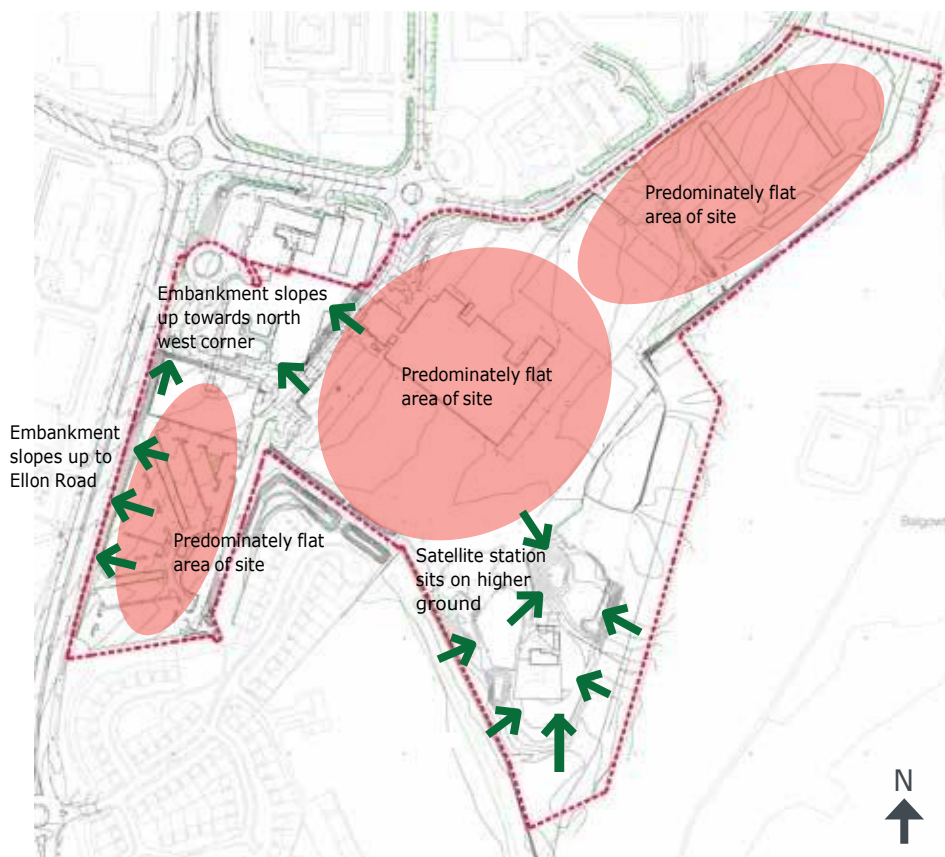 Predominately flat
area of site
Embankment slopes
up towards north
west corner
Predominately flat
area of site
Embankment
slopes up to
Ellon Road
Predominately flat
area of site
Satellite station
sits on higher
ground
N